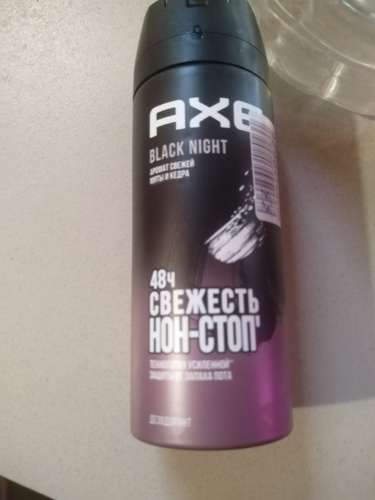 AXE
BLACK NIGHT
АРОМАТ СВЕЖЕЙ
МЯТЫ И КЕДРА
48ч
СВЕЖЕСТЬ
НОН-СТОП'
ТЕХНОЛОГИЯ УСИЛЕННОЙ
ЗАЩИТЫ ОТ ЗАПАХА ПОТА
ДЕЗОДОРАНТ